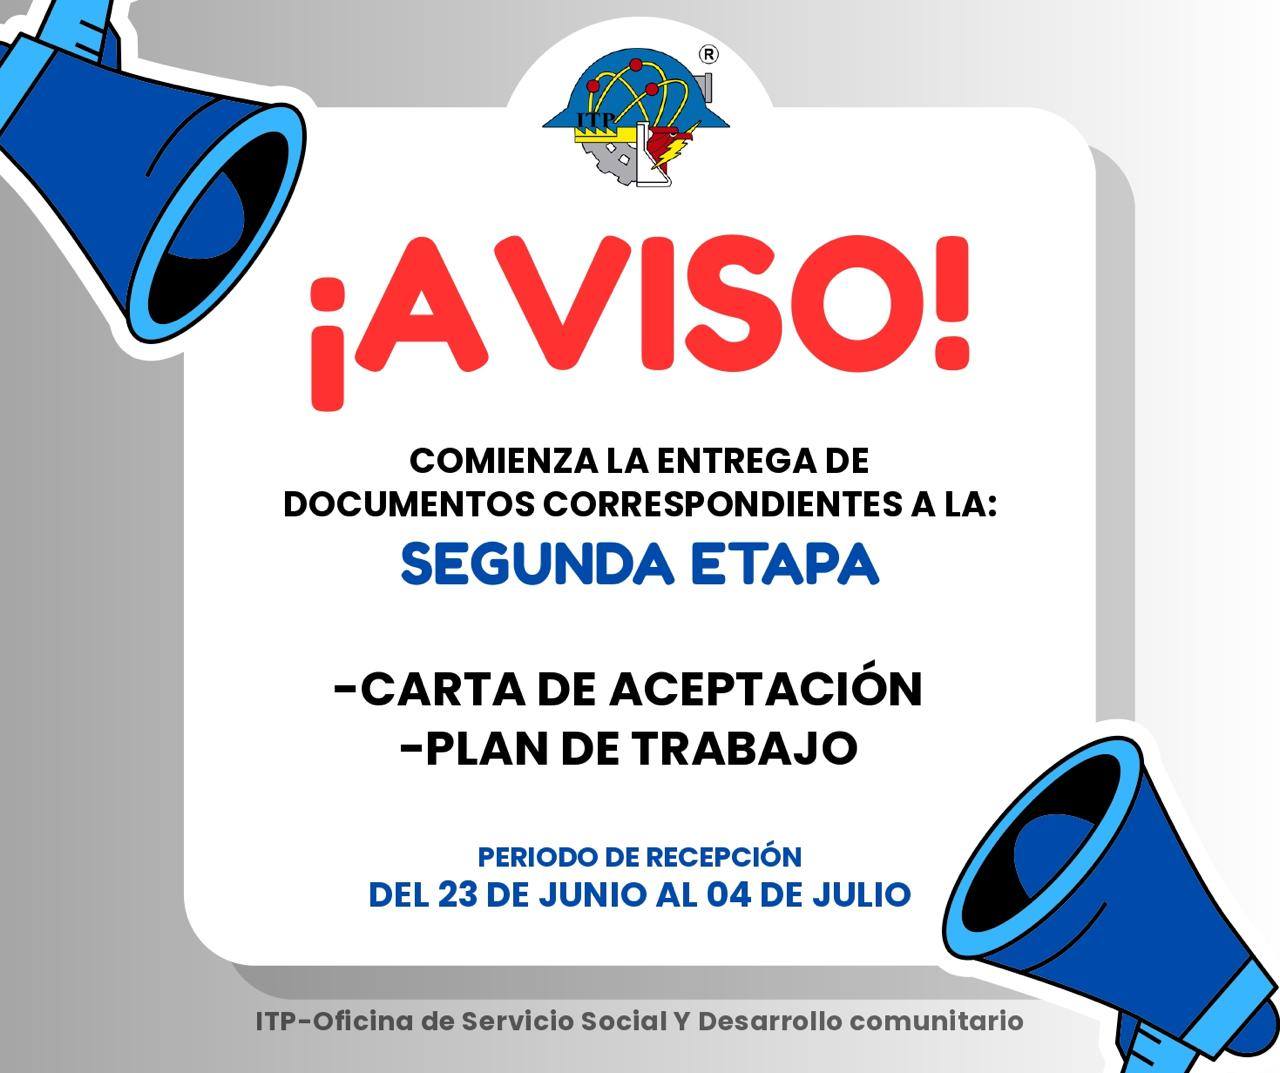 ®
ITP
¡AVISO!
COMIENZA LA ENTREGA DE
DOCUMENTOS CORRESPONDIENTES A LA:
SEGUNDA ETAPA
-CARTA DE ACEPTACIÓN
-PLAN DE TRABAJO
PERIODO DE RECEPCIÓN
DEL 23 DE JUNIO AL 04 DE JULIO
ITP-Oficina de Servicio Social Y Desarrollo comunitario